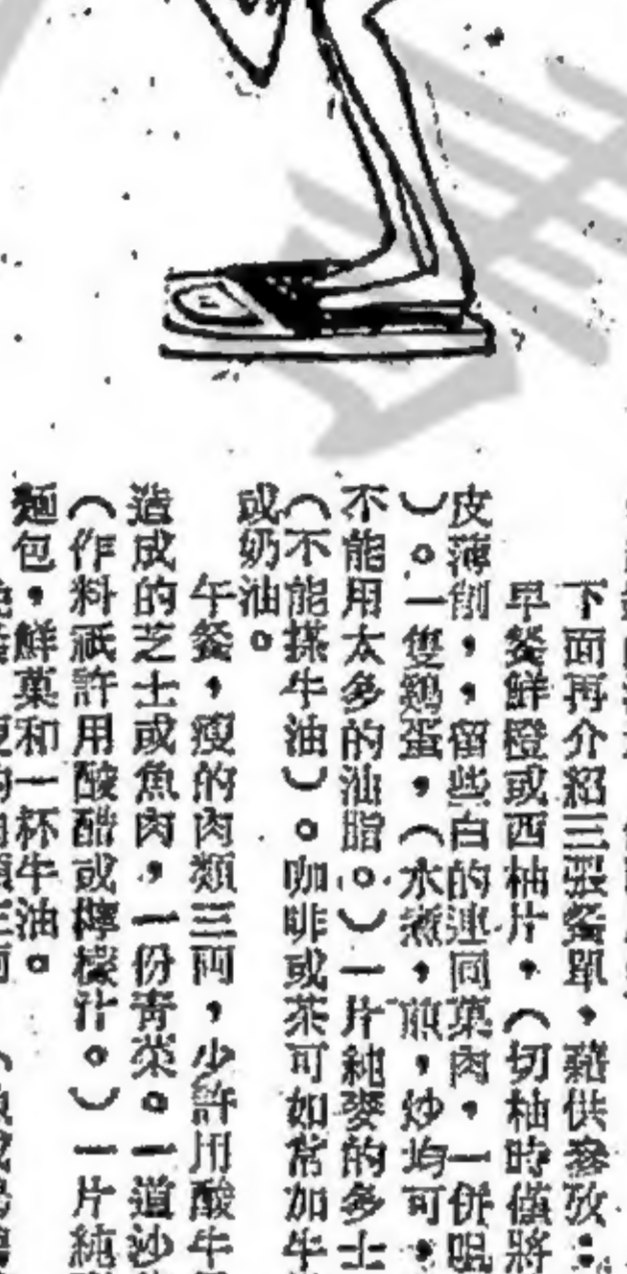 下面再介紹三張餐單，藉供參攷：
早餐鮮橙或西柚片，（切柚時僅將
皮薄削，，留些白的連同菓肉，一併
）。一隻鷄蛋，（水煮，煎，炒均可，
不能用太多的油脂。）一片純麥的多士
（不能搽牛油）。咖啡或茶可如常加牛
或奶油。
午餐，瘦的肉類三両，少許用酸牛
造成的芝士或魚肉，一份青菜。一道沙
（作料祇許用酸醋或檸檬汁。）一片純
麵包，鮮菓和一杯牛油。